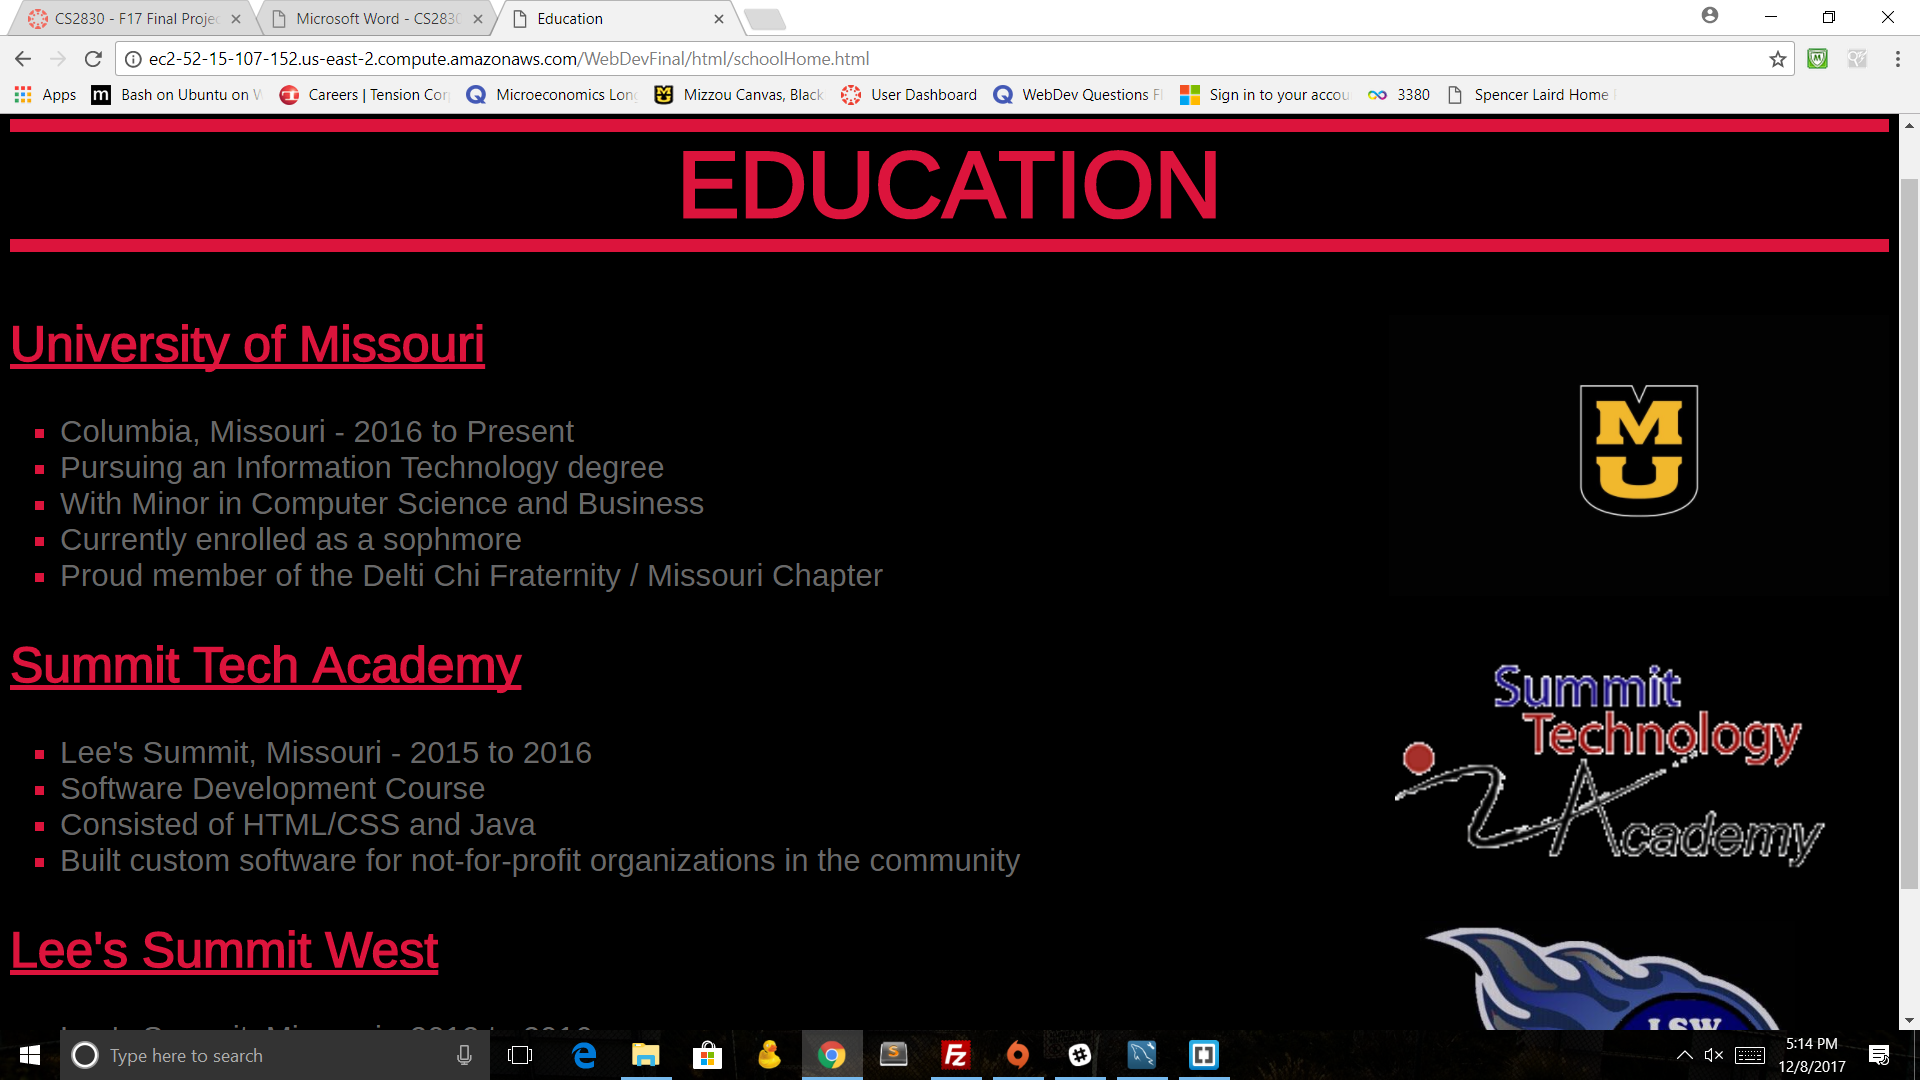 CS2830 - F17 Final Projec
Microsoft Word - CS283
Education
ec2-52-15-107-152.us-east-2.compute.amazonaws.com/WebDevFinal/html/schoolHome.html
Apps
Bash on Ubuntu on W
Careers | Tension Cor
Microeconomics Long
Mizzou Canvas, Black
User Dashboard
WebDev Questions F
Sign in to your accou
3380
Spencer Laird Home
EDUCATION
University of Missouri
MU
Columbia, Missouri - 2016 to Present
Pursuing an Information Technology degree
With Minor in Computer Science and Business
Currently enrolled as a sophmore
Proud member of the Delti Chi Fraternity / Missouri Chapter
Summit Tech Academy
Summit
Technology
Academy
Lee's Summit, Missouri - 2015 to 2016
Software Development Course
Consisted of HTML/CSS and Java
Built custom software for not-for-profit organizations in the community
Lee's Summit West
LSW
Type here to search
5:14 PM
12/8/2017